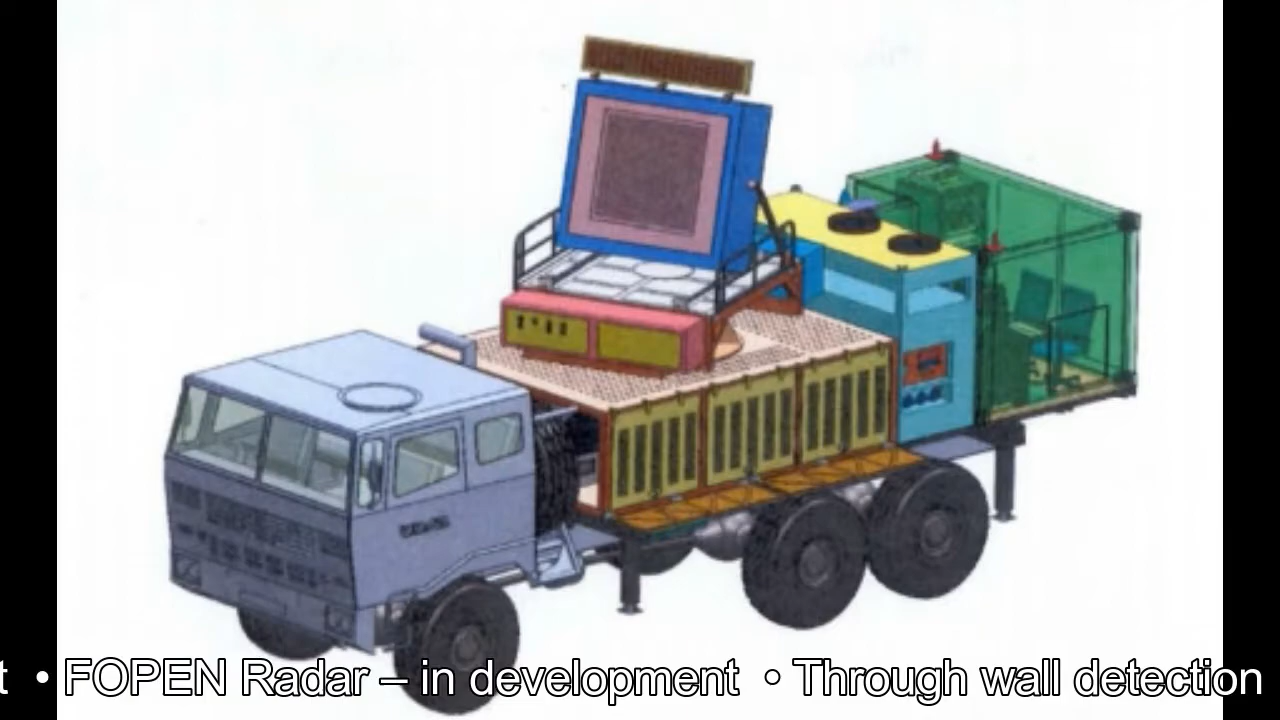 t • FOPEN Radar – in development • Through wall detection